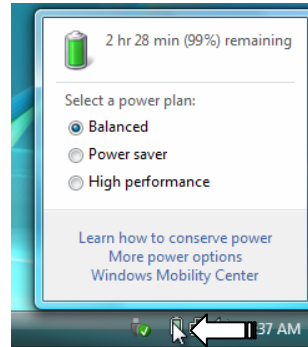 2 hr 28 min (99%) remaining
Select a power plan:
Balanced
Power saver
High performance
Learn how to conserve power
More power options
Windows Mobility Center
37 AM